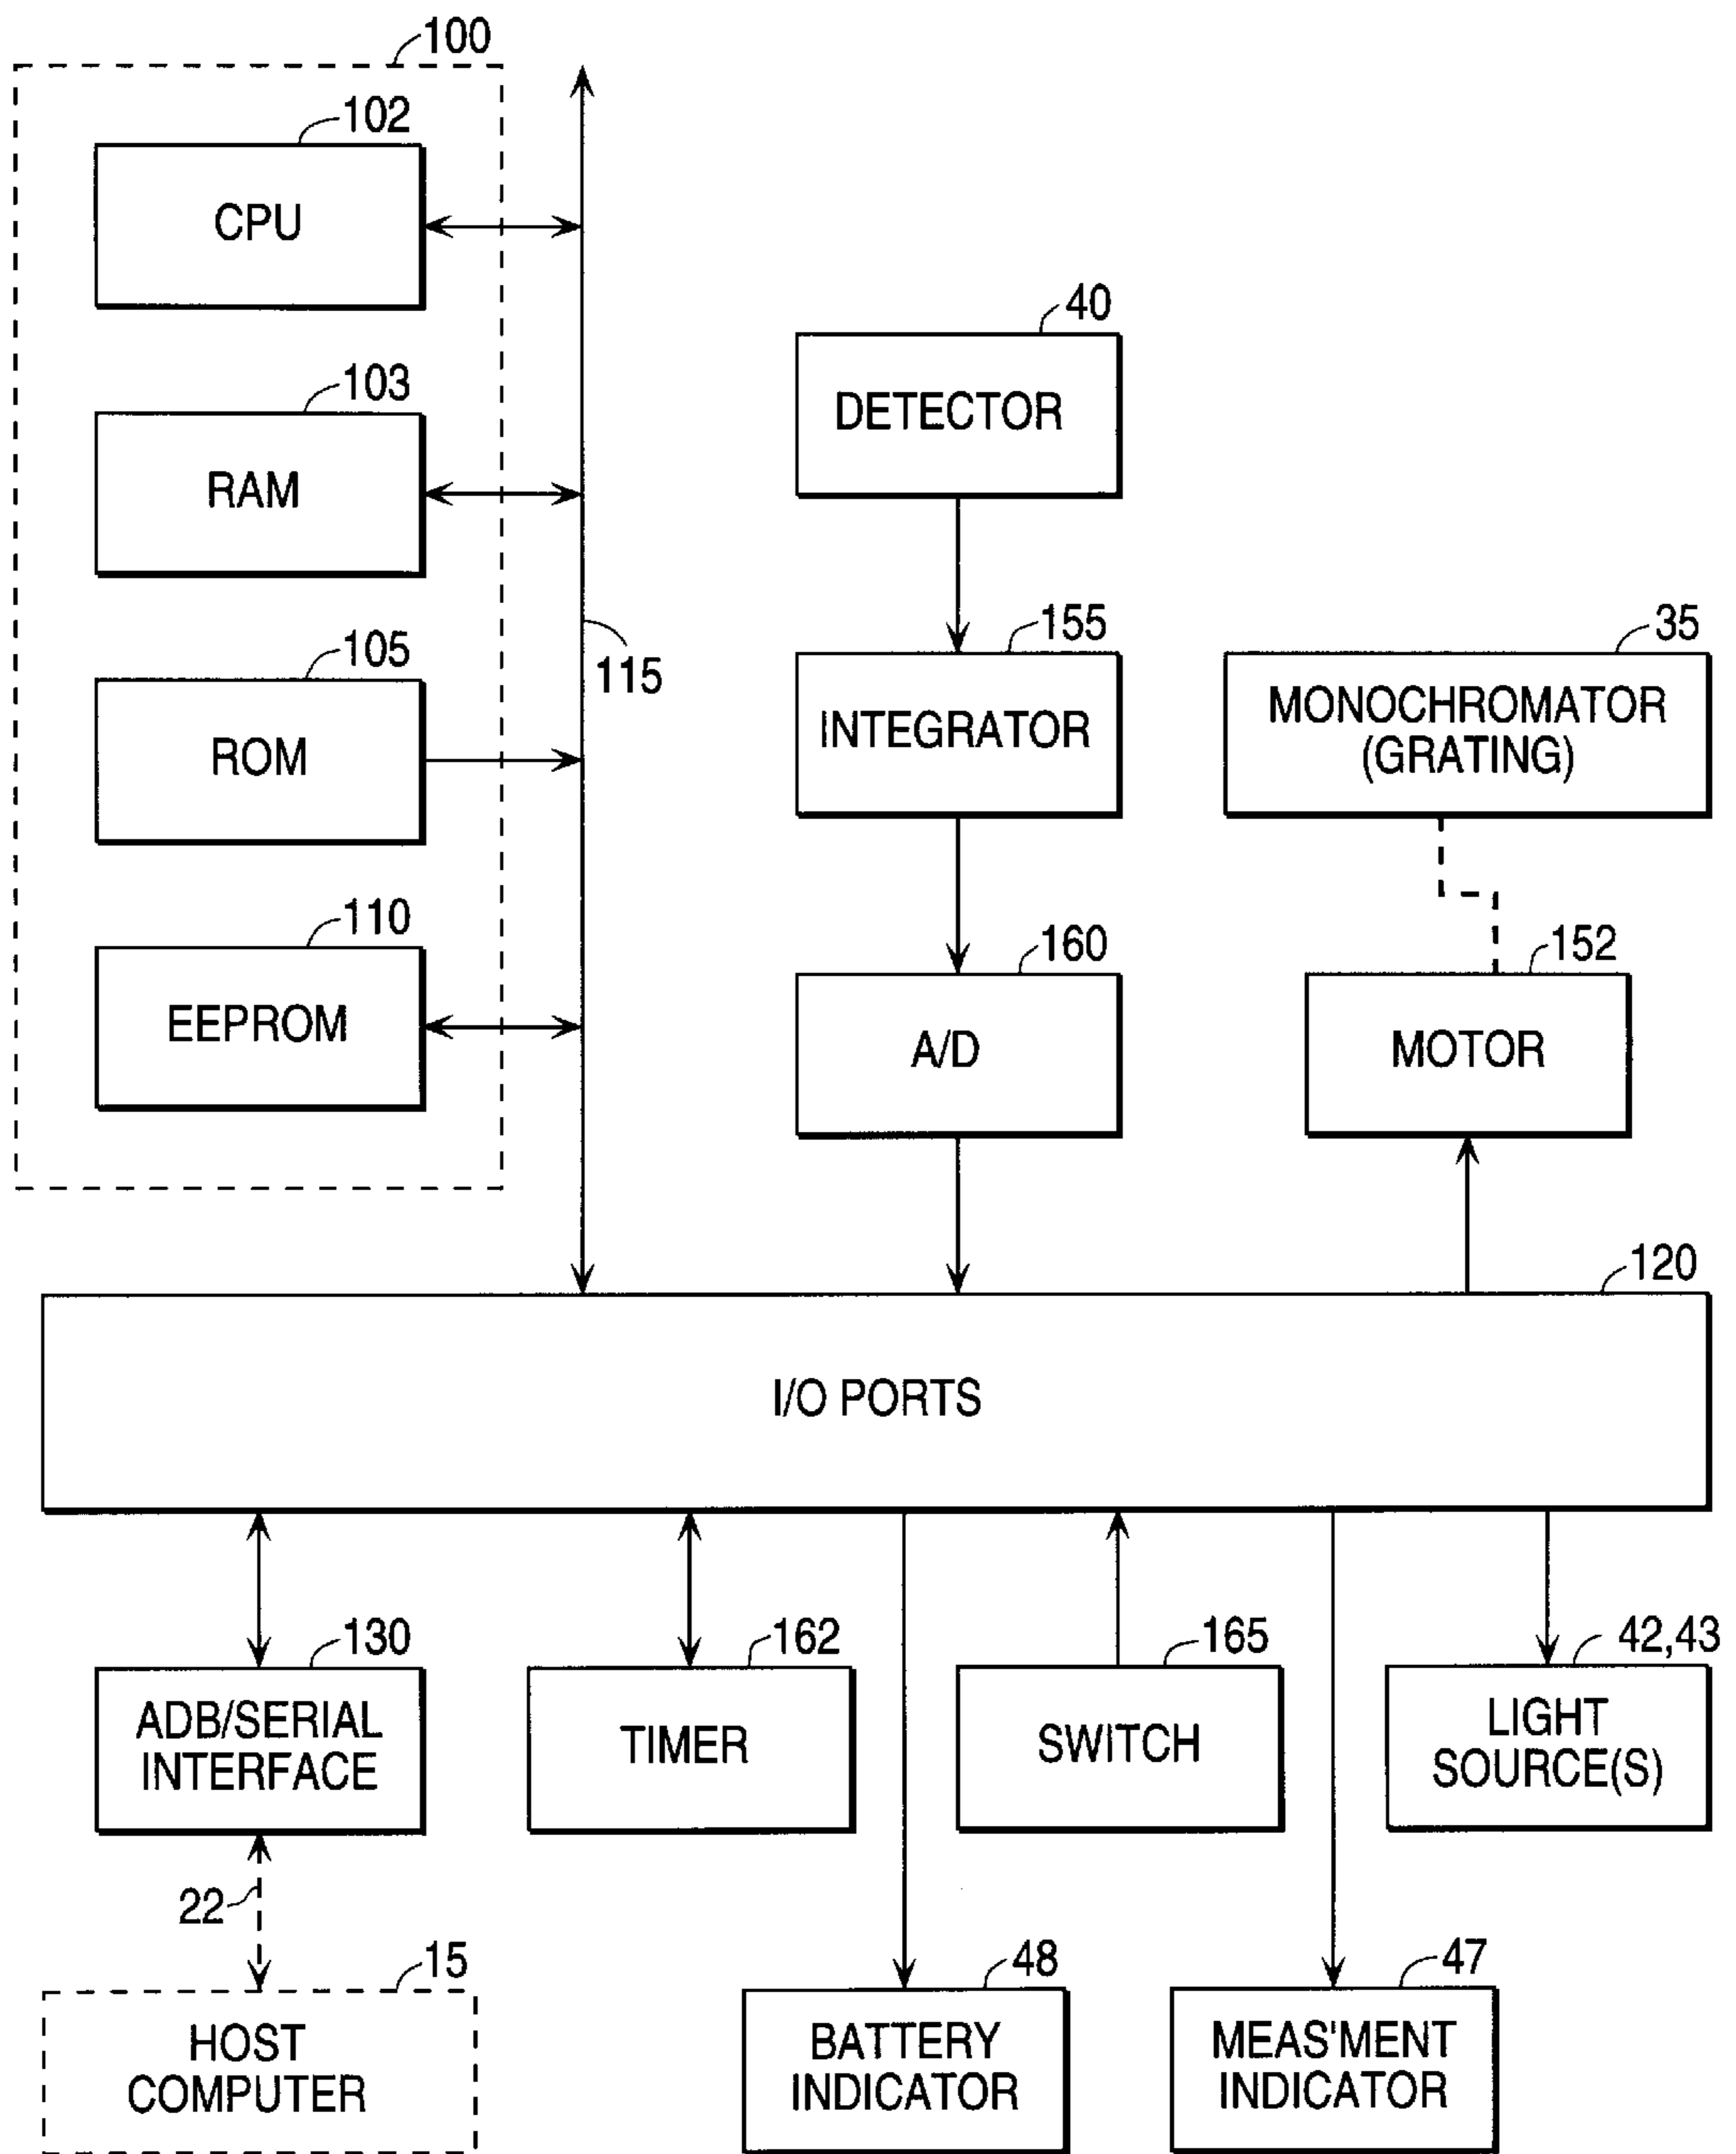 100
102
CPU
40
DETECTOR
103
RAM
155
35
105
115
INTEGRATOR
MONOCHROMATOR
(GRATING)
ROM
110
160
152
EEPROM
A/D
MOTOR
120
I/O PORTS
130
162
165
42,43
ADB/SERIAL
INTERFACE
TIMER
SWITCH
LIGHT
SOURCE(S)
22
15
48
47
HOST
COMPUTER
BATTERY
INDICATOR
MEAS'MENT
INDICATOR